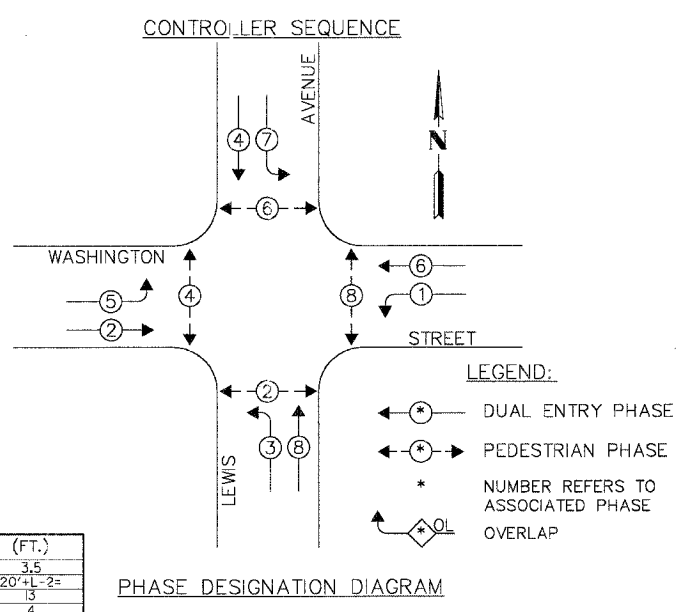 CONTROLLER SEQUENCE
AVENUE
4 7
N
6
WASHINGTON
6
5
4
8
1
2
STREET
LEGEND:
2
* DUAL ENTRY PHASE
3 8
* PEDESTRIAN PHASE
LEWIS
* NUMBER REFERS TO
ASSOCIATED PHASE
* OL OVERLAP
(FT.)
3.5
20'+L-2=
13
4
PHASE DESIGNATION DIAGRAM